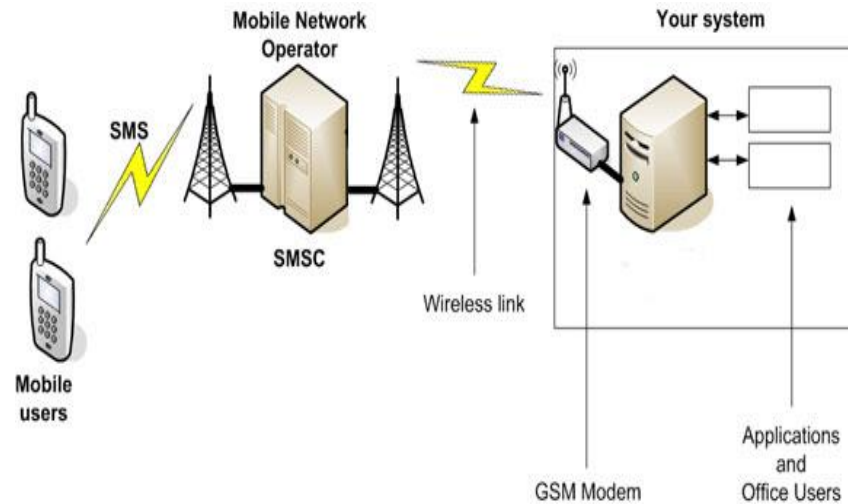 Mobile Network
Operator
Your system
SMS
SMSC
Wireless link
Mobile
users
GSM Modem
Applications
and
Office Users